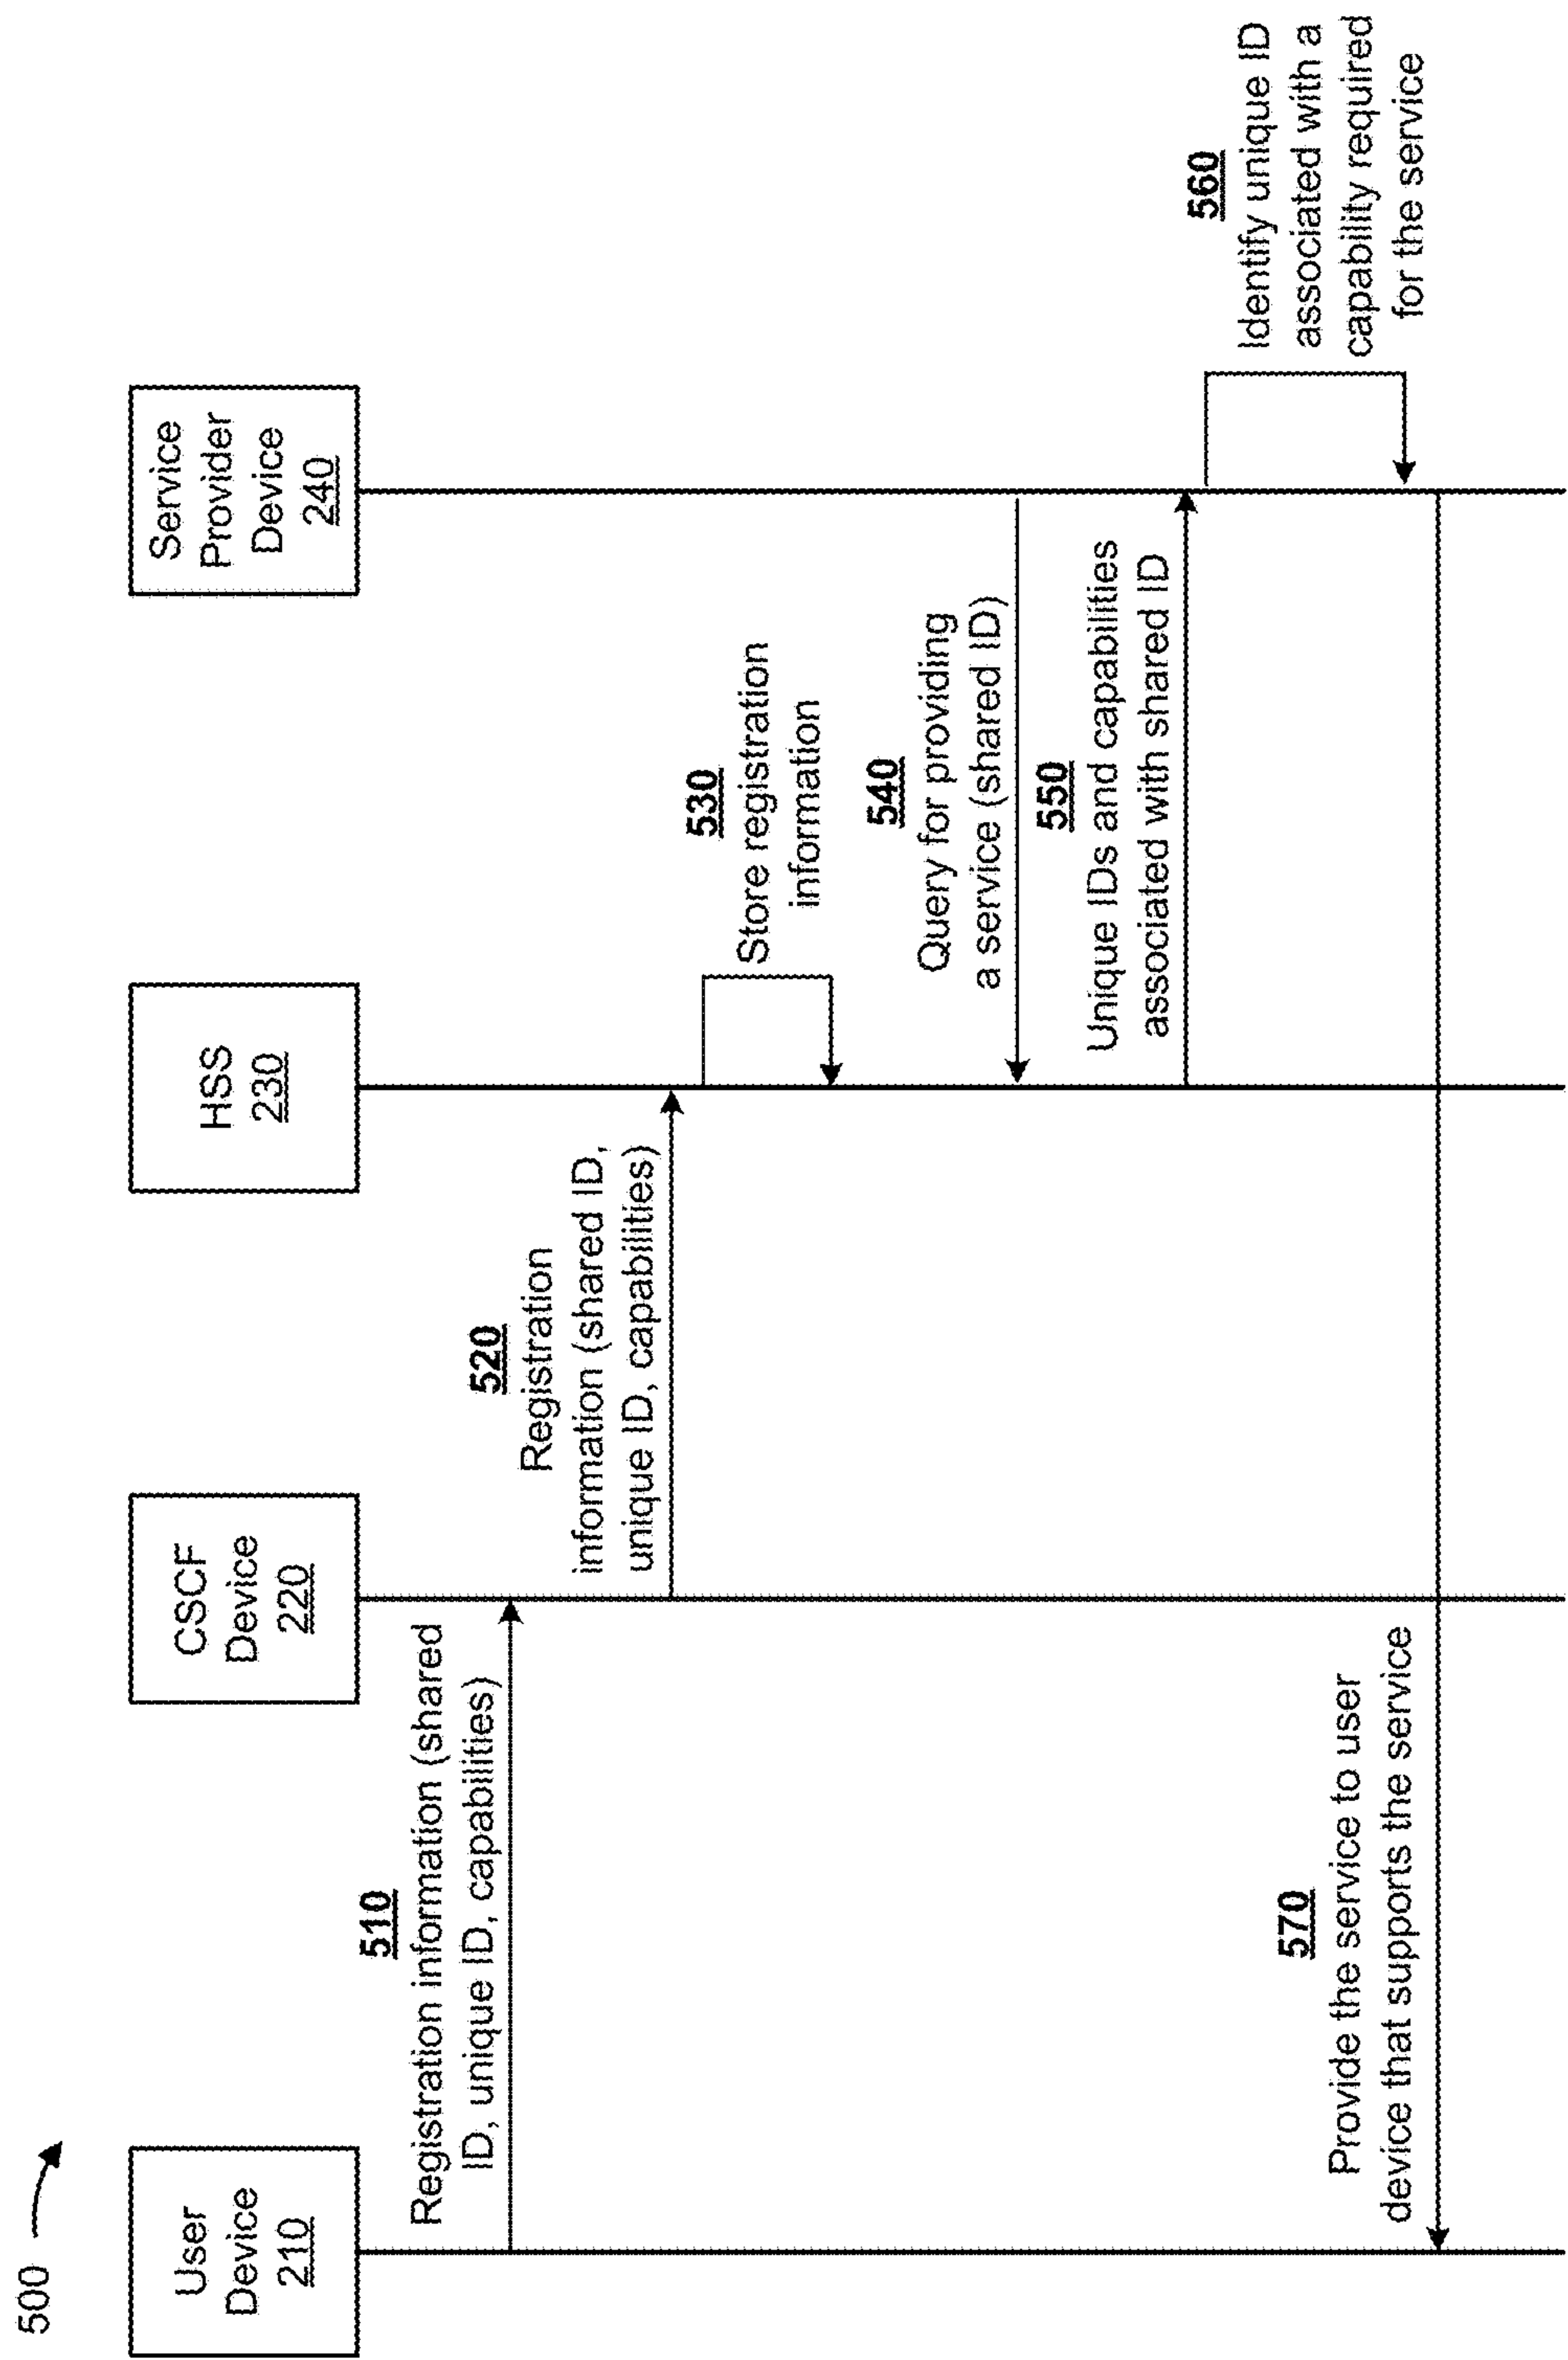 500
User
Device
210
CSCF
Device
220
HSS
230
Service
Provider
Device
240
510
Registration information (shared
ID, unique ID, capabilities)
520
Registration
information (shared ID,
unique ID, capabilities)
530
Store registration
information
540
Query for providing
a service (shared ID)
550
Unique IDs and capabilities
associated with shared ID
560
Identify unique ID
associated with a
capability required
for the service
570
Provide the service to user
device that supports the service